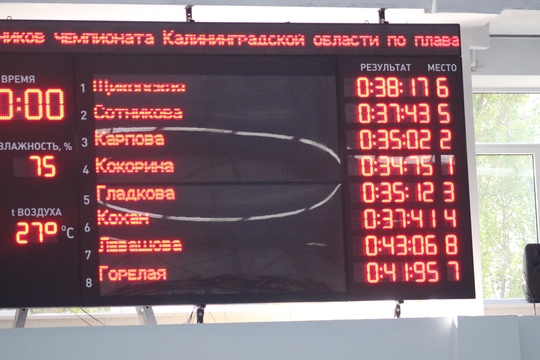 ников чемпионата Калининградской области по плава
ВРЕМЯ РЕЗУЛЬТАТ МЕСТО
0:00
1 0:38:17 6
2 Сотникова 0:37:43 5
ВЛАЖНОСТЬ, %
3 Карпова 0:35:02 2
75
4 Кокорина 0:34:75 1
5 Гладкова 0:35:12 3
t ВОЗДУХА
6 Кохан 0:37:41 4
27° °C
7 Левашова 0:43:06 8
8 Горелая 0:41:95 7